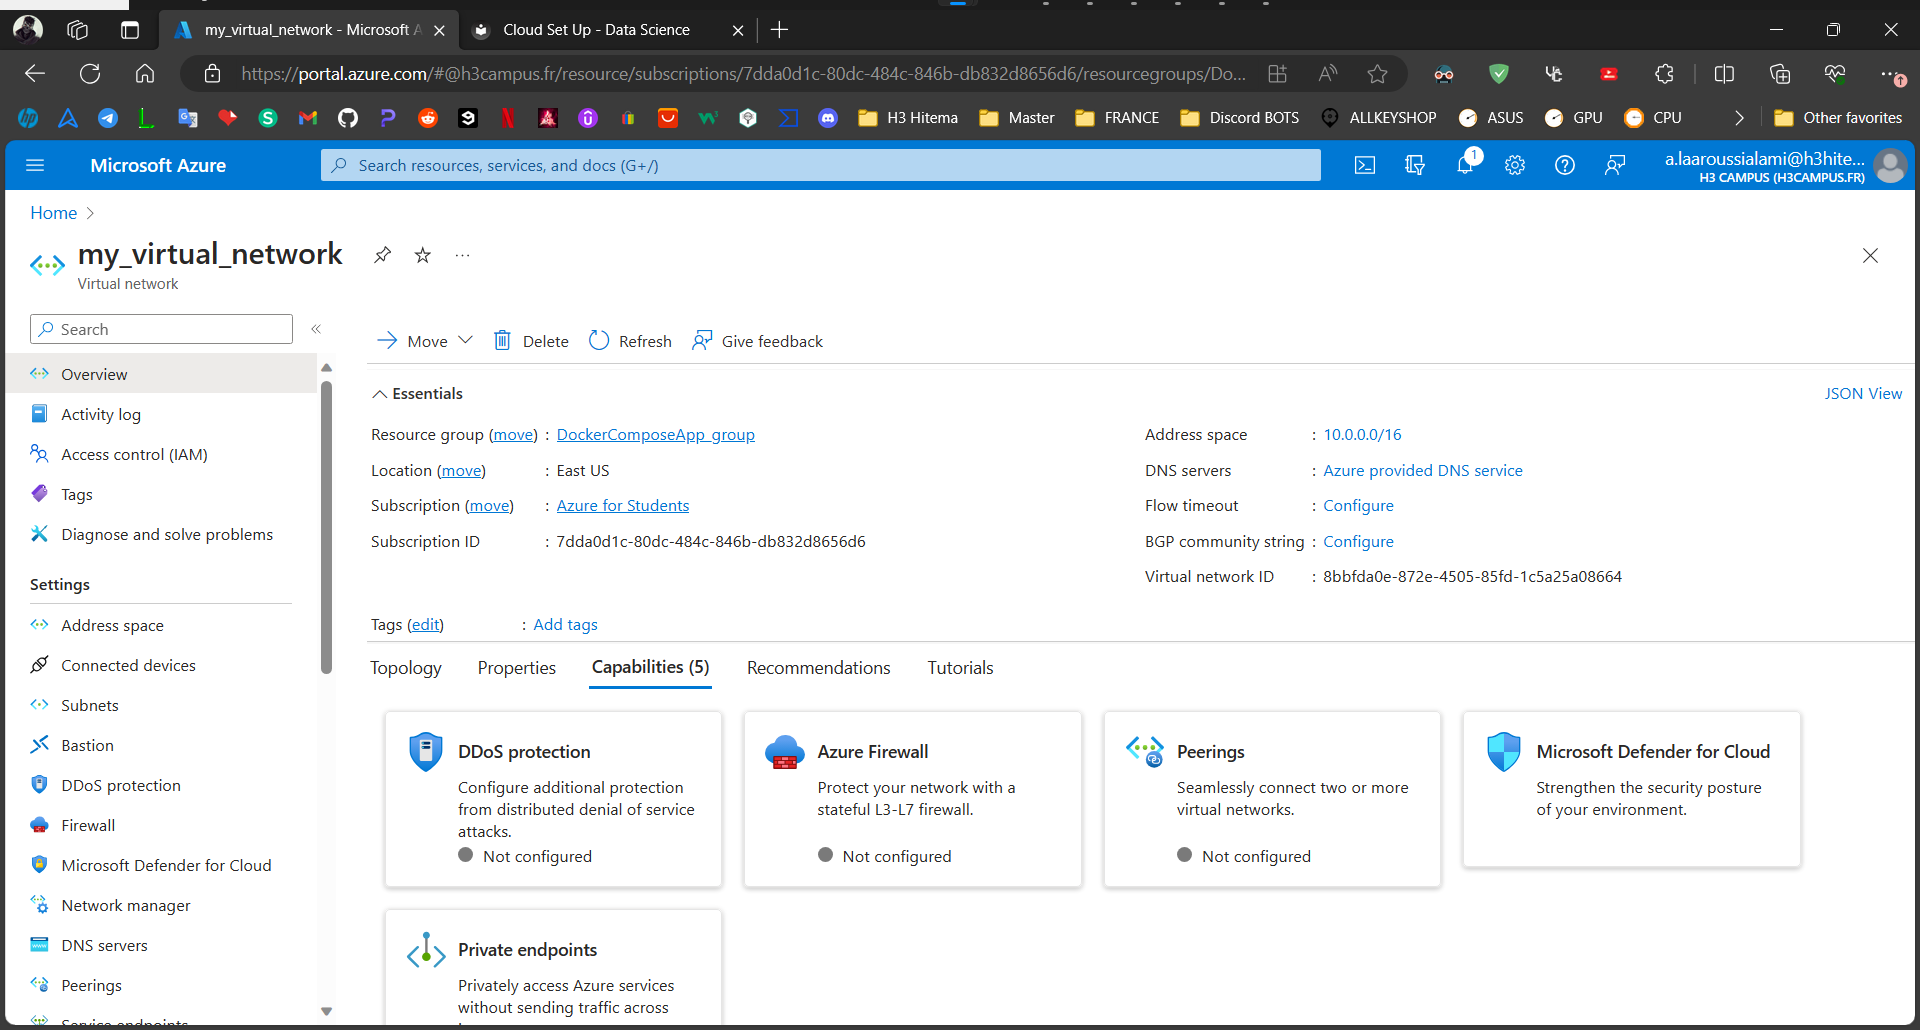 my_virtual_network - Microsoft A
Cloud Set Up - Data Science
https://portal.azure.com/#@h3campus.fr/resource/subscriptions/7dda0d1c-80dc-484c-846b-db832d8656d6/resourcegroups/Do...
H3 Hitema
Master
FRANCE
Discord BOTS
ALLKEYSHOP
ASUS
GPU
CPU
Other favorites
Microsoft Azure
Search resources, services, and docs (G+/)
1
a.laaroussialami@h3hite...
H3 CAMPUS (H3CAMPUS.FR)
Home
my_virtual_network
Virtual network
Search
Overview
Activity log
Access control (IAM)
Tags
Diagnose and solve problems
Settings
Address space
Connected devices
Subnets
Bastion
DDoS protection
Firewall
Microsoft Defender for Cloud
Network manager
DNS servers
Peerings
Service endpoints
Move
Delete
Refresh
Give feedback
Essentials
JSON View
Resource group (move) : DockerComposeApp_group
Location (move) : East US
Subscription (move) : Azure for Students
Subscription ID : 7dda0d1c-80dc-484c-846b-db832d8656d6
Address space : 10.0.0.0/16
DNS servers : Azure provided DNS service
Flow timeout : Configure
BGP community string : Configure
Virtual network ID : 8bbfda0e-872e-4505-85fd-1c5a25a08664
Tags (edit) : Add tags
Topology
Properties
Capabilities (5)
Recommendations
Tutorials
DDoS protection
Configure additional protection
from distributed denial of service
attacks.
Not configured
Azure Firewall
Protect your network with a
stateful L3-L7 firewall.
Not configured
Peerings
Seamlessly connect two or more
virtual networks.
Not configured
Microsoft Defender for Cloud
Strengthen the security posture
of your environment.
Private endpoints
Privately access Azure services
without sending traffic across